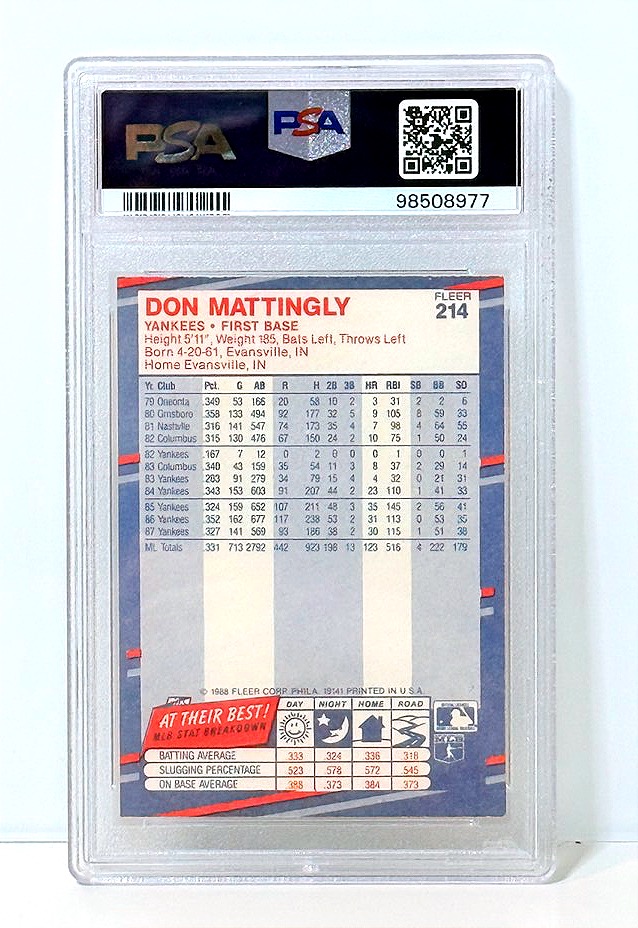 PSA
PSA
98508977
DON MATTINGLY
FLEER
214
YANKEES • FIRST BASE
Height 5'11", Weight 185, Bats Left, Throws Left
Born 4-20-61, Evansville, IN
Home Evansville, IN
Yr. Club Pct. G AB R H 2B 3B HR RBI SB BB SO
79 Oneonta .349 53 166 20 58 10 2 3 31 2 2 6
80 Grnsboro .358 133 494 92 177 32 5 9 105 8 59 33
81 Nashvlle .316 141 547 74 173 35 4 7 98 4 64 55
82 Columbus .315 130 476 67 150 24 2 10 75 1 50 24
82 Yankees .167 7 12 0 2 0 0 0 1 0 0 1
83 Columbus .340 43 159 35 54 11 3 8 37 2 29 14
83 Yankees .283 91 279 34 79 15 4 4 32 0 21 31
84 Yankees .343 153 603 91 207 44 2 23 110 1 41 33
85 Yankees .324 159 652 107 211 48 3 35 145 2 56 41
86 Yankees .352 162 677 117 238 53 2 31 113 0 53 35
87 Yankees .327 141 569 93 186 38 2 30 115 1 51 38
ML Totals .331 713 2792 442 923 198 13 123 516 4 222 179
© 1988 FLEER CORP. PHILA. 19141 PRINTED IN U.S.A.
AT THEIR BEST!
MLB STAT BREAKDOWN
DAY NIGHT HOME ROAD
BATTING AVERAGE .333 .324 .336 .318
SLUGGING PERCENTAGE 523 .578 .572 .545
ON BASE AVERAGE .388 .373 .384 .373